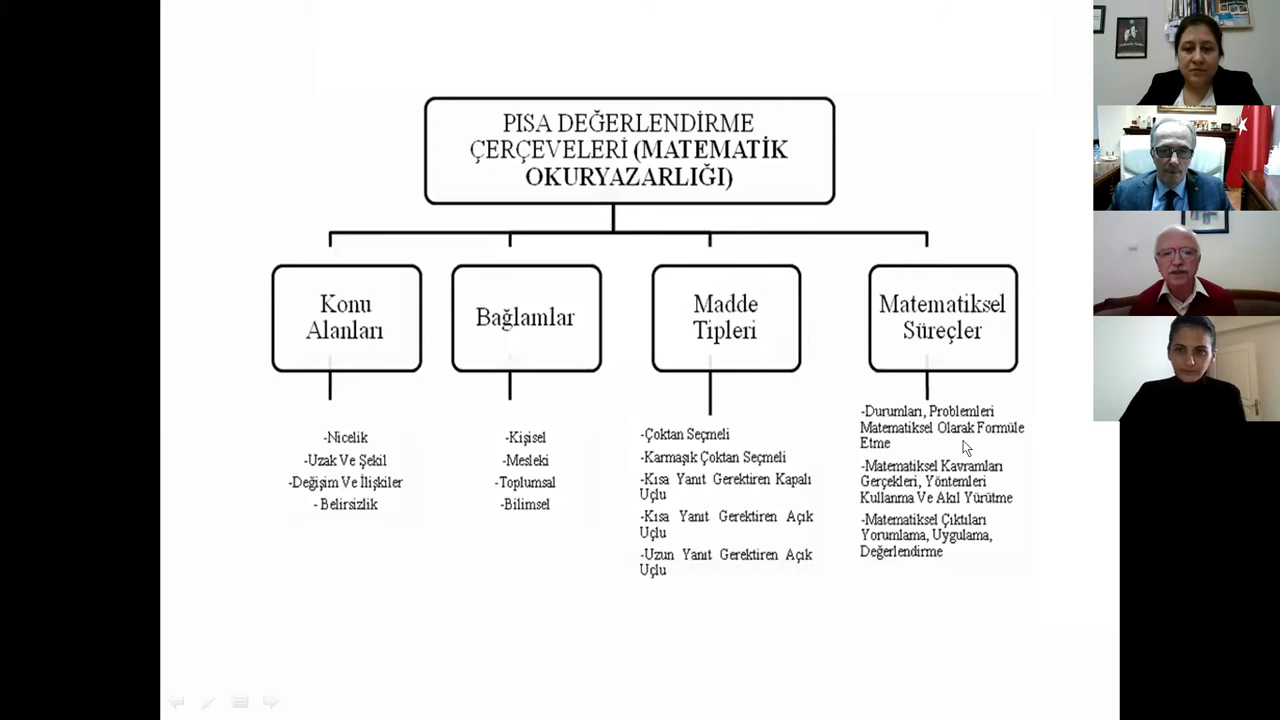 PISA DEĞERLENDİRME
ÇERÇEVELERİ (MATEMATİK
OKURYAZARLIĞI)
Konu
Alanları
-Nicelik
-Uzak Ve Şekil
-Değişim Ve İlişkiler
- Belirsizlik
Bağlamlar
-Kişisel
-Mesleki
-Toplumsal
-Bilimsel
Madde
Tipleri
-Çoktan Seçmeli
-Karmaşık Çoktan Seçmeli
-Kısa Yanıt Gerektiren Kapalı
Uçlu
-Kısa Yanıt Gerektiren Açık
Uçlu
-Uzun Yanıt Gerektiren Açık
Uçlu
Matematiksel
Süreçler
-Durumları, Problemleri
Matematiksel Olarak Formüle
Etme
-Matematiksel Kavramları
Gerçekleri, Yöntemleri
Kullanma Ve Akıl Yürütme
-Matematiksel Çıktıları
Yorumlama, Uygulama,
Değerlendirme